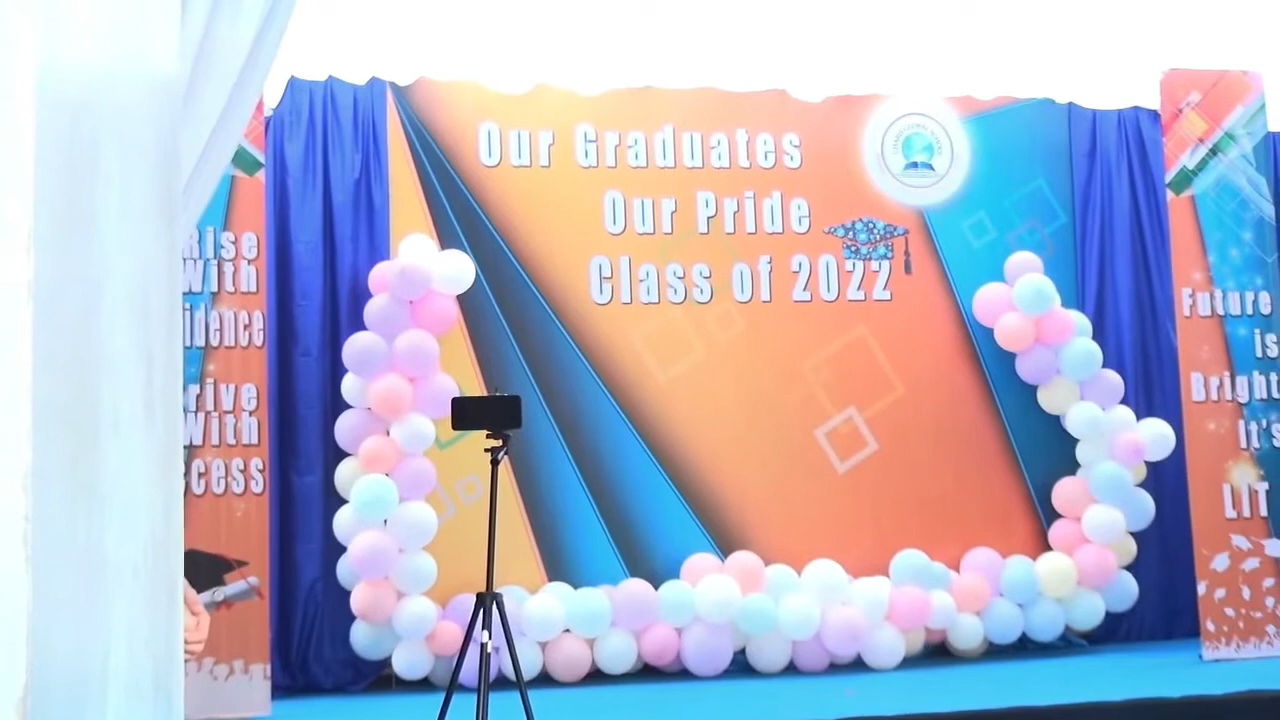 Our Graduates
Our Pride
Class of 2022
Rise
With
idence
rive
With
cess
Future
is
Bright
It's
LIT